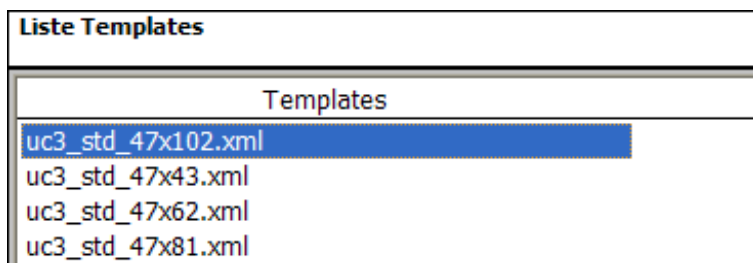 Liste Templates
Templates
uc3_std_47x102.xml
uc3_std_47x43.xml
uc3_std_47x62.xml
uc3_std_47x81.xml